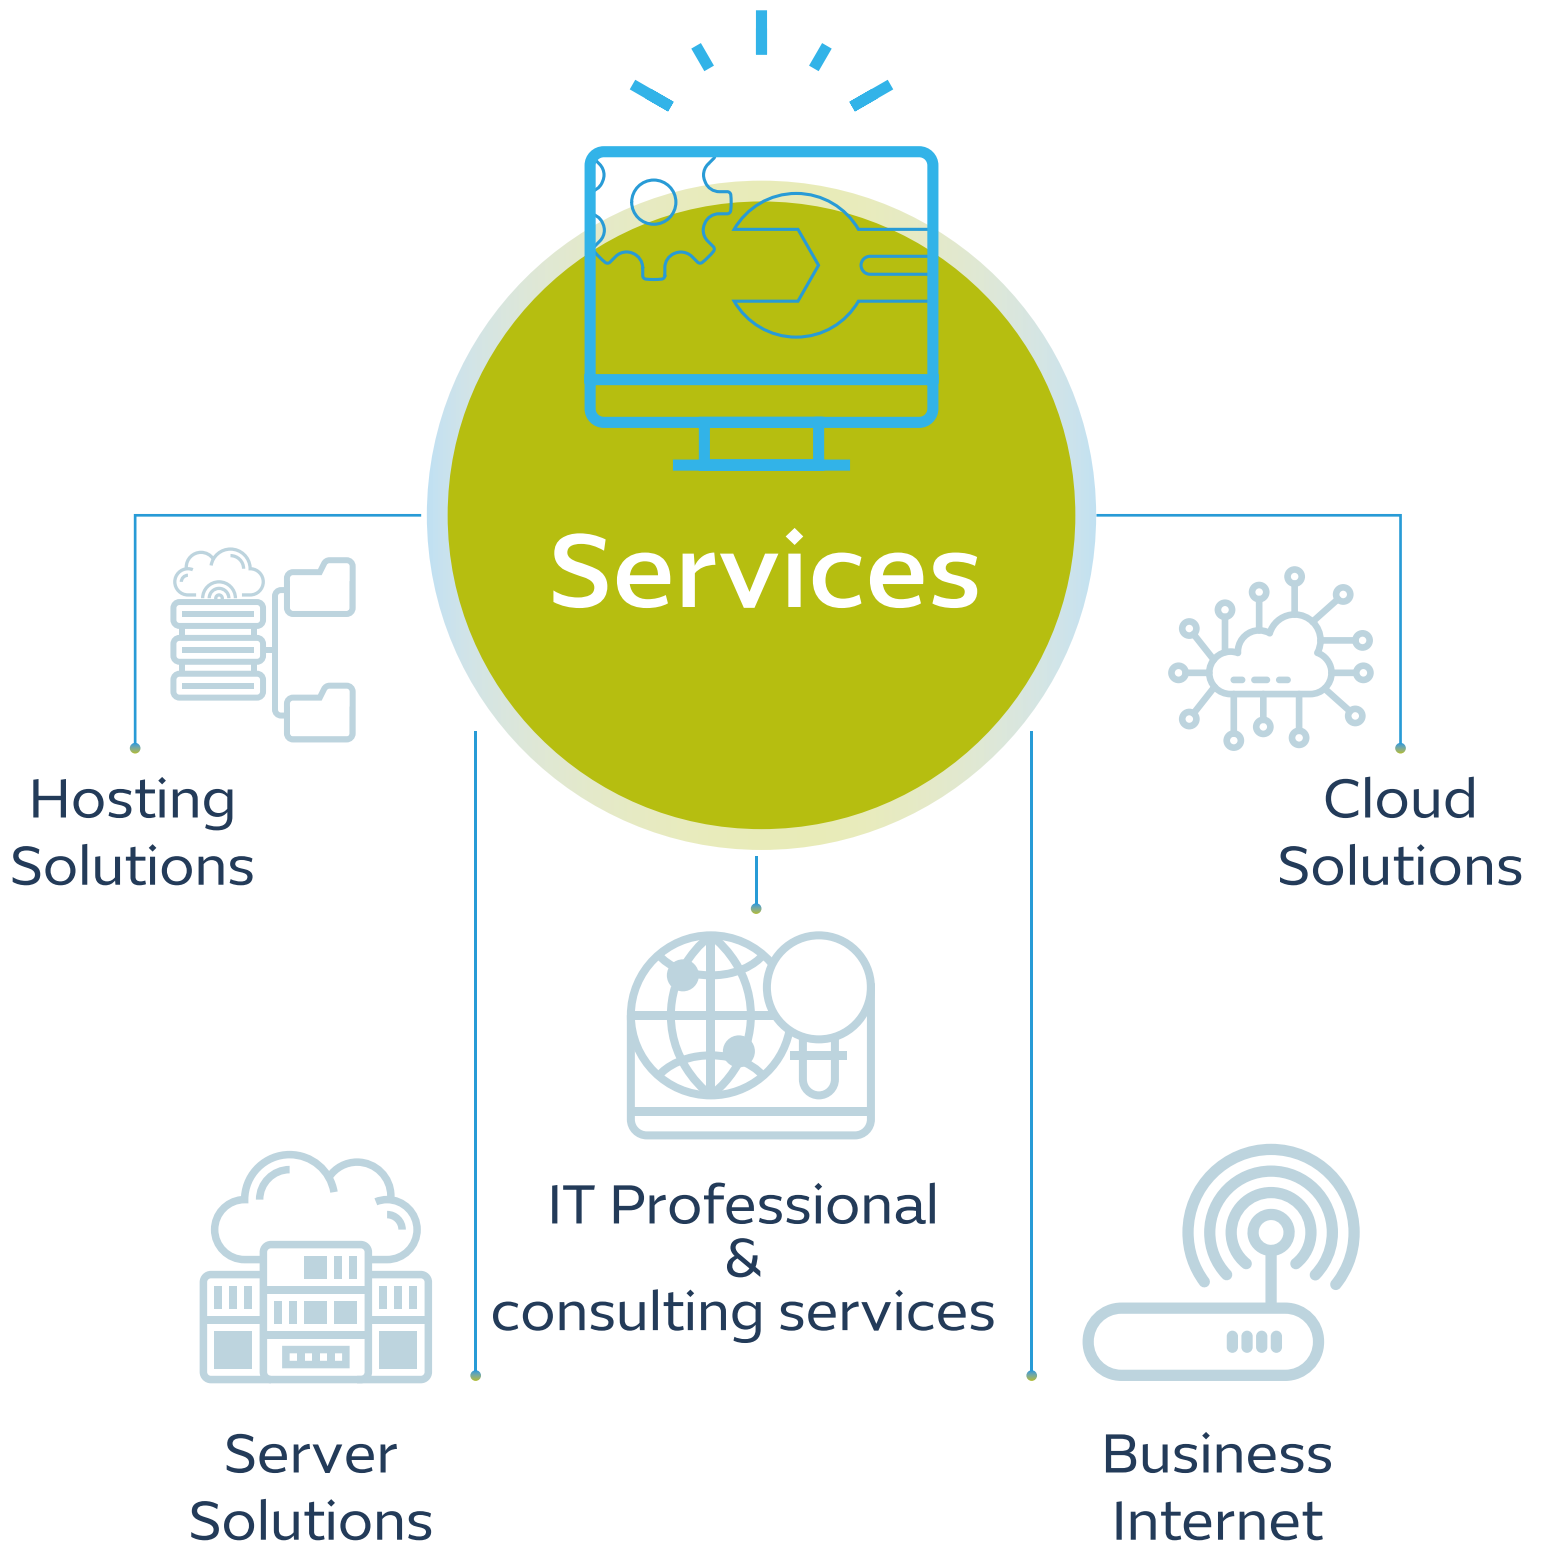 Services
Hosting
Solutions
Cloud
Solutions
IT Professional
&
consulting services
Server
Solutions
Business
Internet